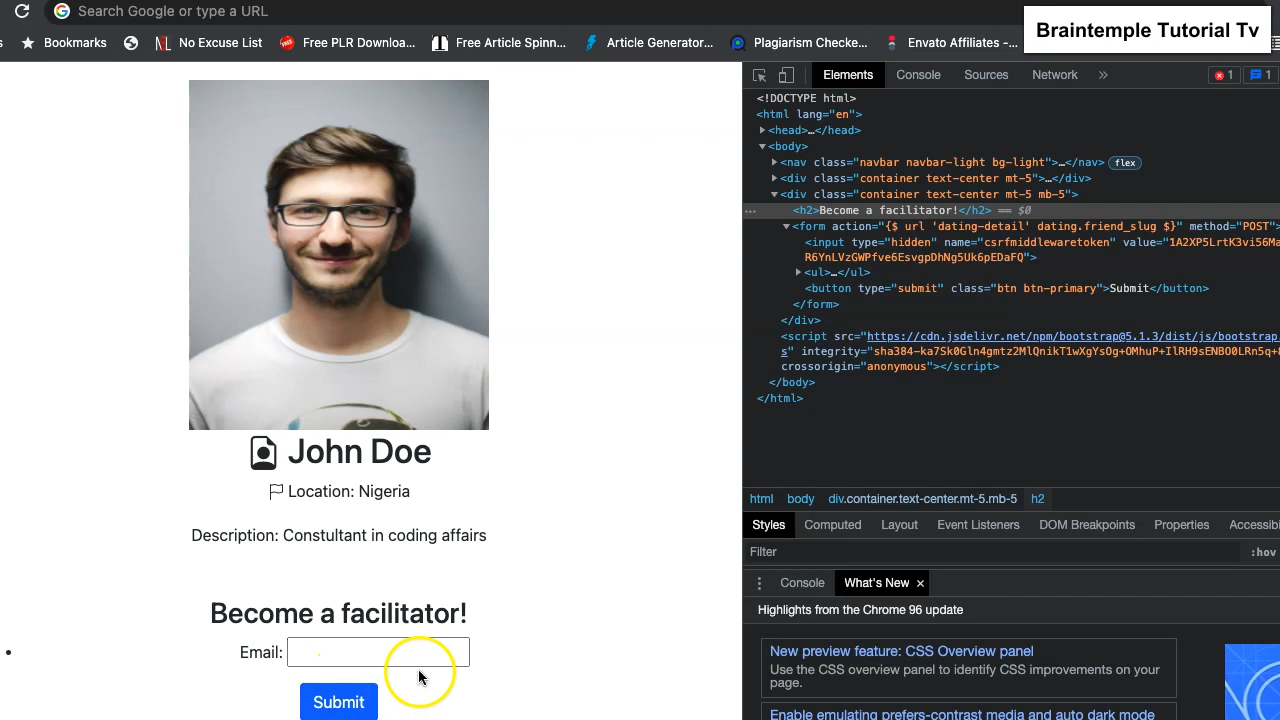 Search Google or type a URL
Braintemple Tutorial Tv
s Bookmarks No Excuse List Free PLR Downloa... Free Article Spinn... Article Generator... Plagiarism Checke... Envato Affiliates -...
John Doe
Location: Nigeria
Description: Constultant in coding affairs
Become a facilitator!
Email:
Submit
Elements Console Sources Network » 1 1
<!DOCTYPE html>
<html lang="en">
<head>…</head>
<body>
<nav class="navbar navbar-light bg-light">…</nav> flex
<div class="container text-center mt-5">…</div>
<div class="container text-center mt-5 mb-5">
… <h2>Become a facilitator!</h2> == $0
<form action="{$ url 'dating-detail' dating.friend_slug $}" method="POST">
<input type="hidden" name="csrfmiddlewaretoken" value="1A2XP5LrtK3vi56Ma
R6YnLVzGWPfve6EsvgpDhNg5Uk6pEDaFQ">
<ul>…</ul>
<button type="submit" class="btn btn-primary">Submit</button>
</form>
</div>
<script src="https://cdn.jsdelivr.net/npm/bootstrap@5.1.3/dist/js/bootstrap
s" integrity="sha384-ka7Sk0Gln4gmtz2MlQnikT1wXgYsOg+OMhuP+IlRH9sENBO0LRn5q+
crossorigin="anonymous"></script>
</body>
</html>
html body div.container.text-center.mt-5.mb-5 h2
Styles Computed Layout Event Listeners DOM Breakpoints Properties Accessibi
Filter :hov
Console What's New ×
Highlights from the Chrome 96 update
New preview feature: CSS Overview panel
Use the CSS overview panel to identify CSS improvements on your
page.
Enable emulating prefers-contrast media and auto dark mode